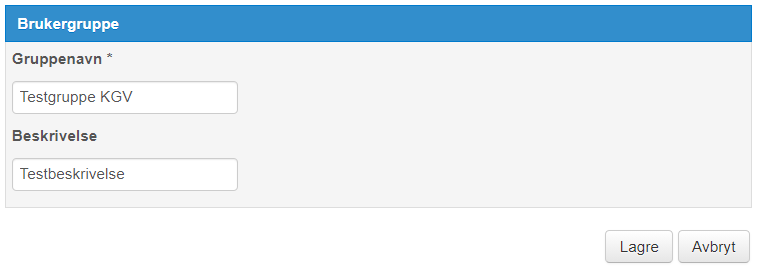 Brukergruppe
Gruppenavn *
Testgruppe KGV
Beskrivelse
Testbeskrivelse
Lagre Avbryt